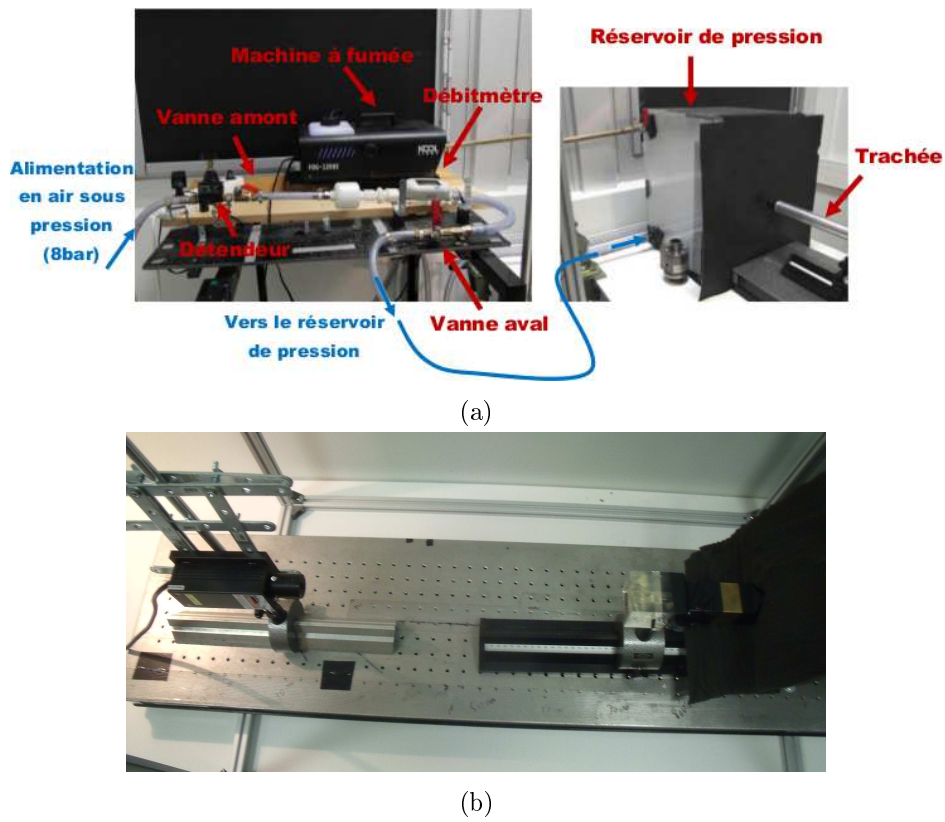 Machine à fumée
Vanne amont
Débitmètre
Alimentation
en air sous
pression
(8bar)
Détendeur
Vers le réservoir
de pression
Vanne aval
Réservoir de pression
Trachée
KOOL
(a)
(b)